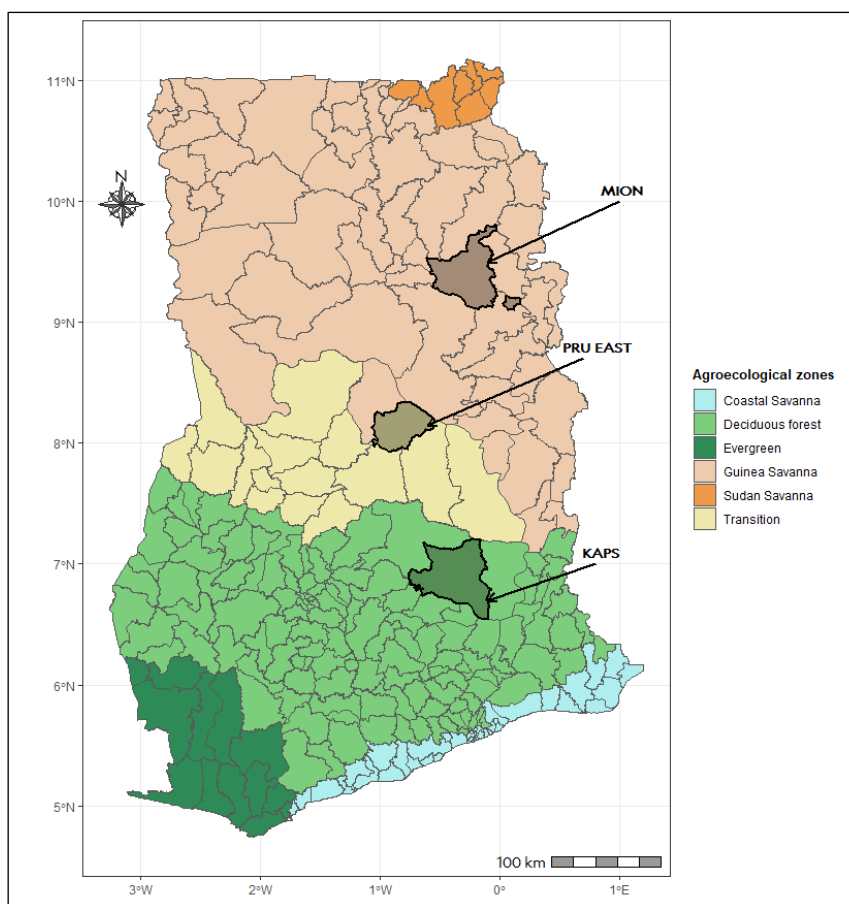 11°N
N
10°N
MION
9°N
PRU EAST
Agroecological zones
Coastal Savanna
Deciduous forest
8°N
Evergreen
Guinea Savanna
Sudan Savanna
Transition
7°N
KAPS
6°N
5°N
100 km
3°W 2°W 1°W 0° 1°E